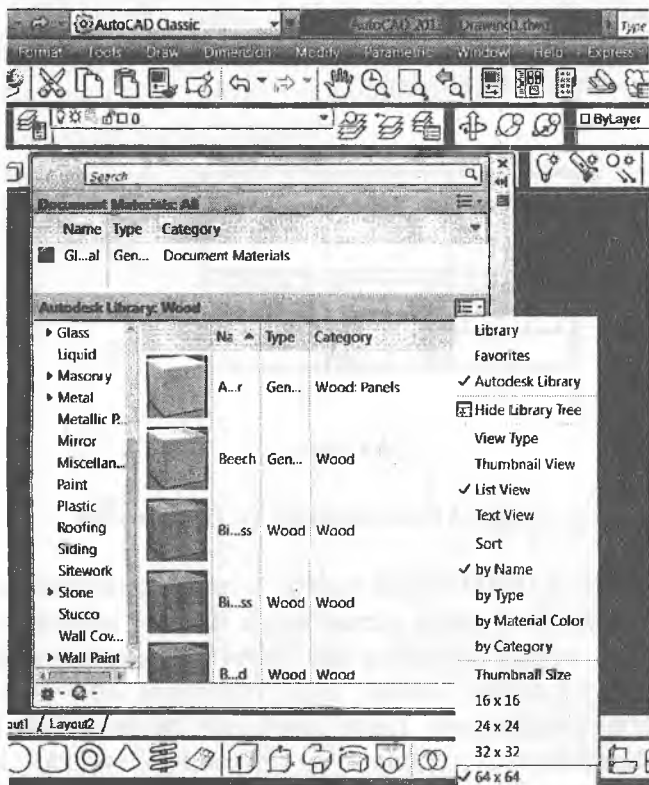 AutoCAD Classic
AutoCAD 201 Drawing1.dwg
Type
Format Tools Draw Dimension Modify Parametric Window Help Express
0
ByLayer
Search
Document Materials: All
Name Type Category
Gl...al Gen... Document Materials
Autodesk Library: Wood
Glass
Liquid
Masonry
Metal
Metallic P...
Mirror
Miscellan...
Paint
Plastic
Roofing
Siding
Sitework
Stone
Stucco
Wall Cov...
Wall Paint
Na Type Category
A...r Gen... Wood: Panels
Beech Gen... Wood
Bi...ss Wood Wood
Bi...ss Wood Wood
B...d Wood Wood
Library
Favorites
Autodesk Library
Hide Library Tree
View Type
Thumbnail View
List View
Text View
Sort
by Name
by Type
by Material Color
by Category
Thumbnail Size
16 x 16
24 x 24
32 x 32
64 x 64
out1 / Layout2 /